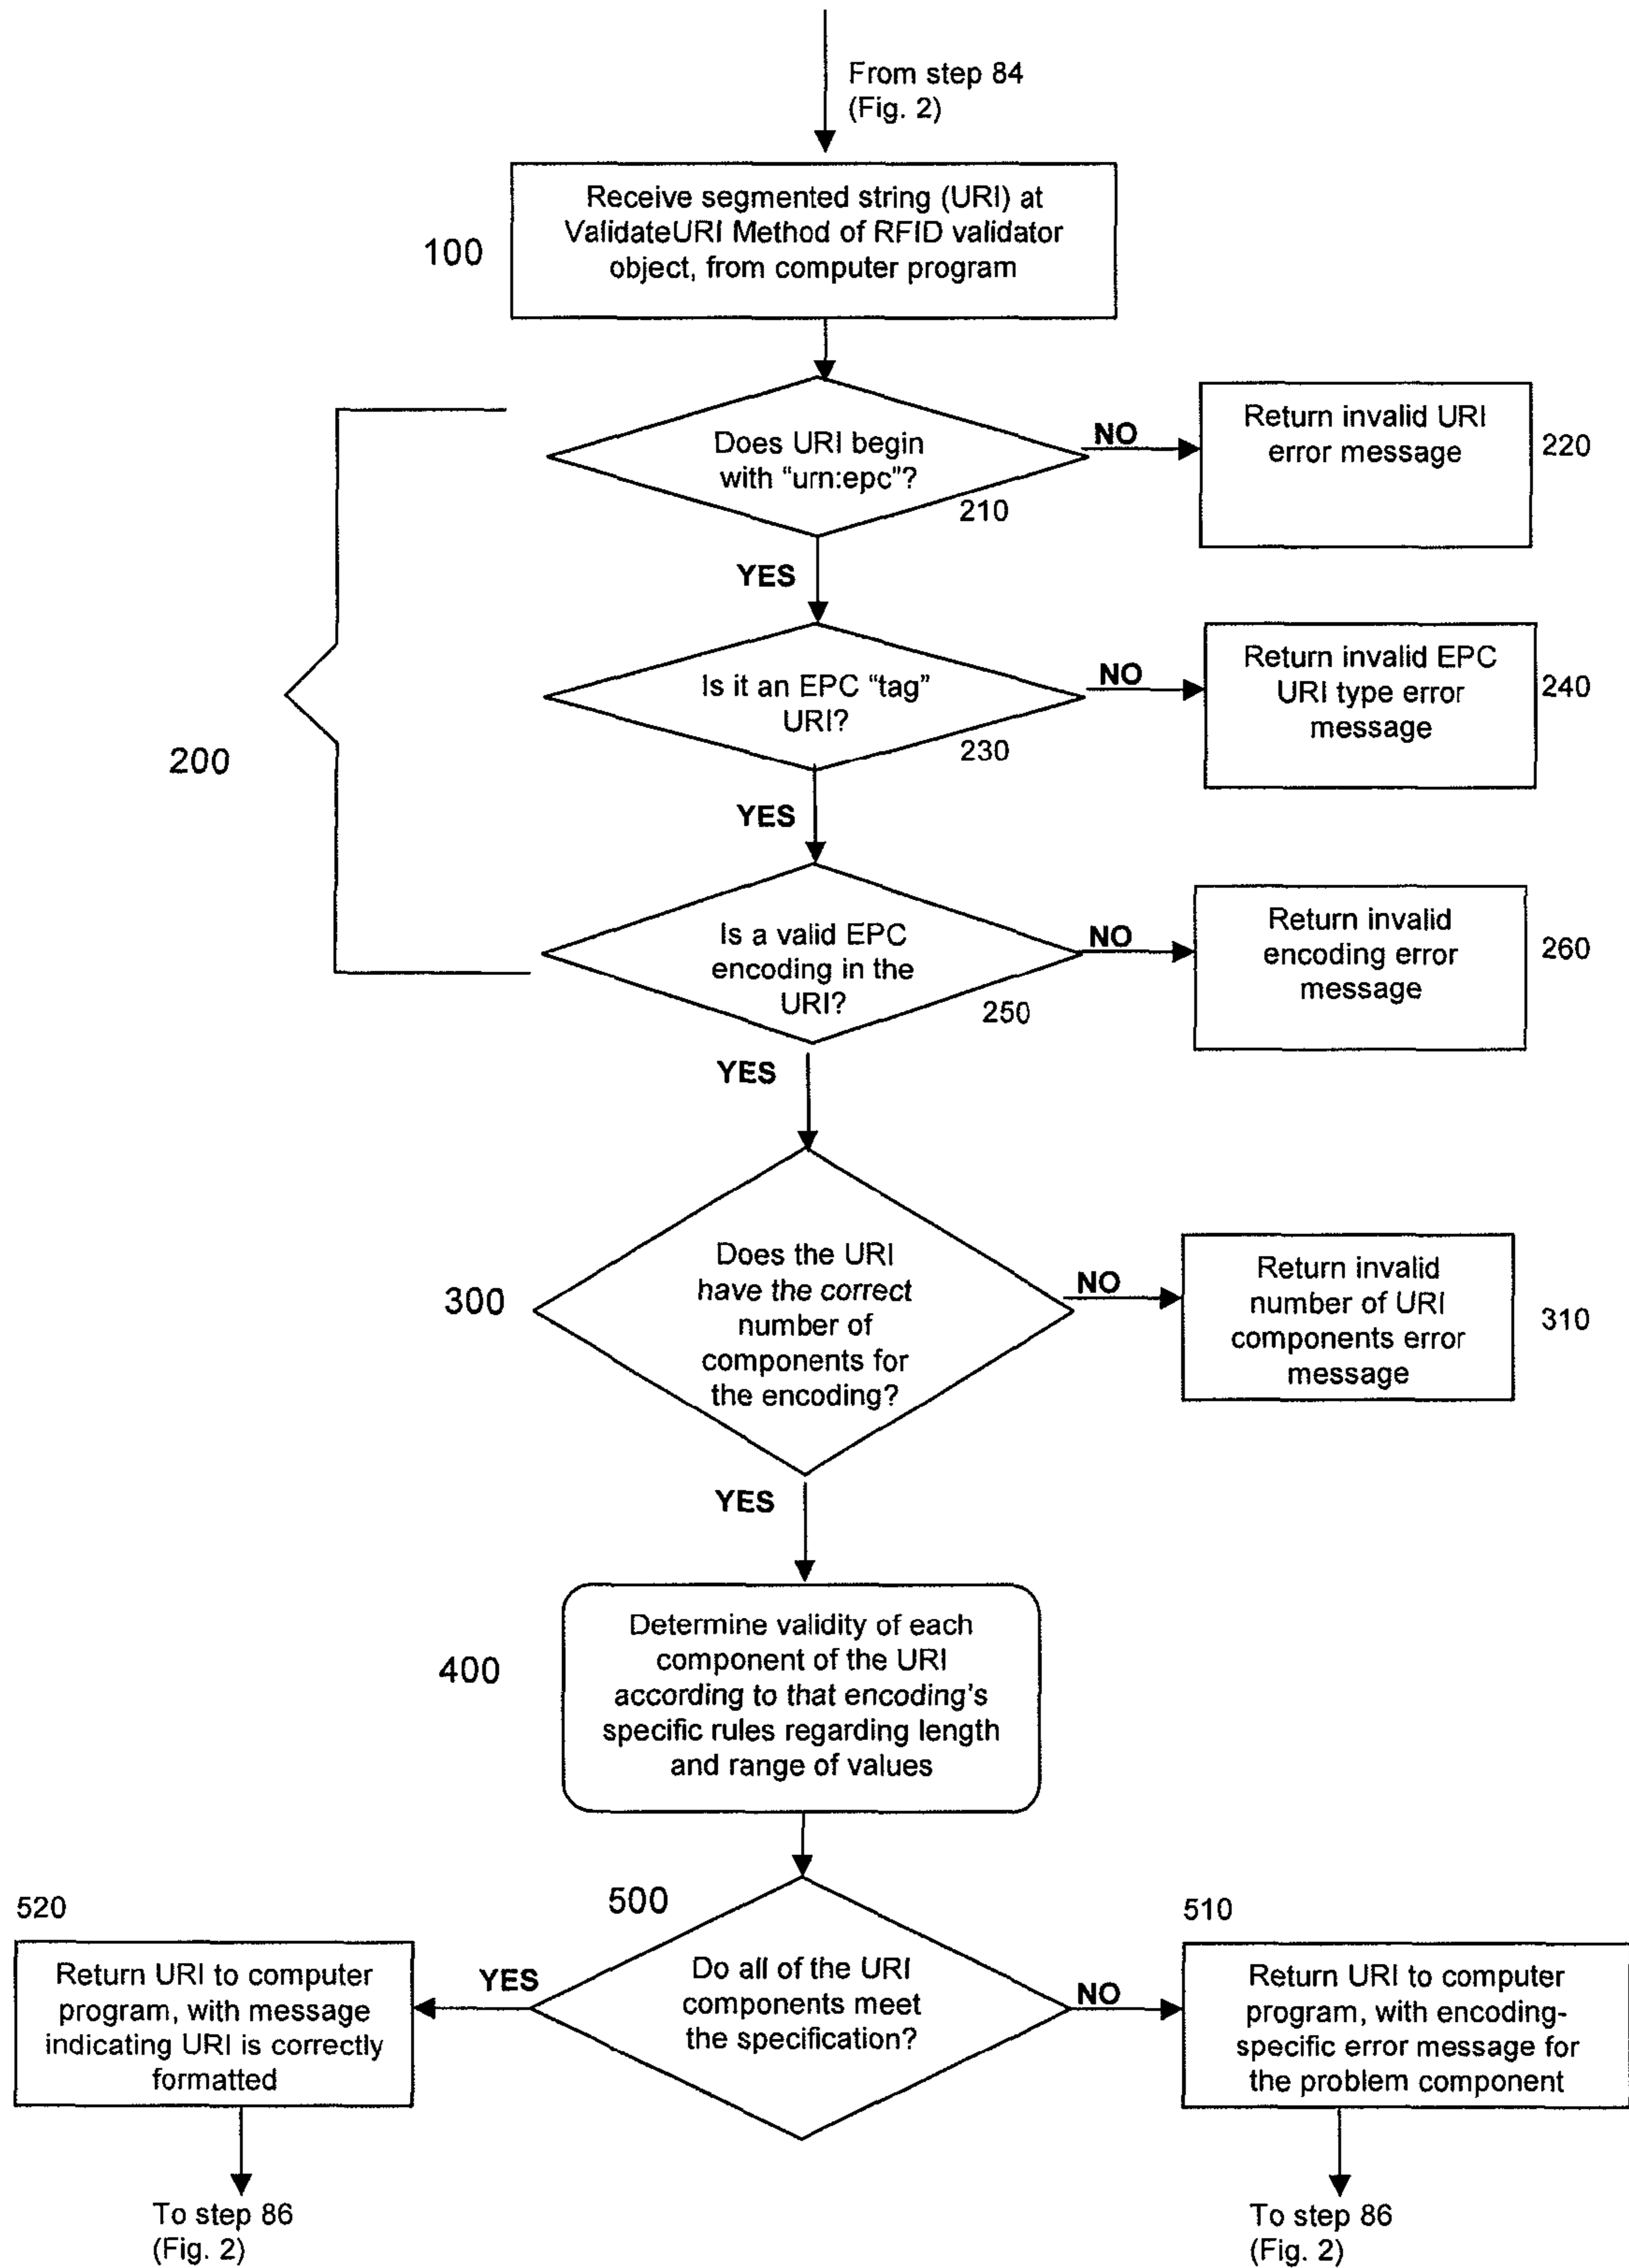 From step 84
(Fig. 2)
Receive segmented string (URI) at
ValidateURI Method of RFID validator
object, from computer program
100
Does URI begin
with “urn:epc”?
210
NO
Return invalid URI
error message
220
YES
Is it an EPC “tag”
URI?
230
NO
Return invalid EPC
URI type error
message
240
200
YES
Is a valid EPC
encoding in the
URI?
250
NO
Return invalid
encoding error
message
260
YES
300
Does the URI
have the correct
number of
components for
the encoding?
NO
Return invalid
number of URI
components error
message
310
YES
400
Determine validity of each
component of the URI
according to that encoding’s
specific rules regarding length
and range of values
500
Do all of the URI
components meet
the specification?
YES
520
Return URI to computer
program, with message
indicating URI is correctly
formatted
To step 86
(Fig. 2)
NO
510
Return URI to computer
program, with encoding-
specific error message for
the problem component
To step 86
(Fig. 2)